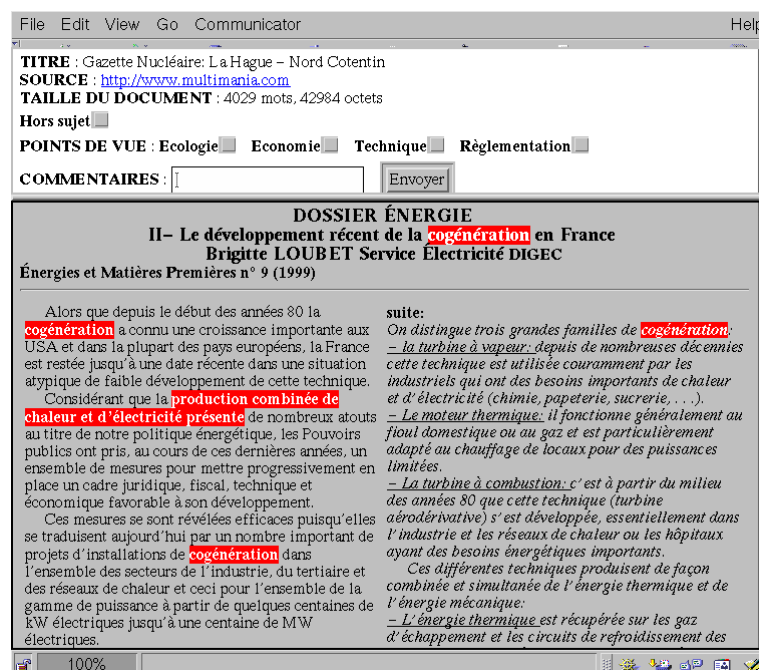 File Edit View Go Communicator Help
TITRE : Gazette Nucléaire: La Hague – Nord Cotentin
SOURCE : http://www.multimania.com
TAILLE DU DOCUMENT : 4029 mots, 42984 octets
Hors sujet
POINTS DE VUE : Ecologie Economie Technique Règlementation
COMMENTAIRES : Envoyer
DOSSIER ÉNERGIE
II– Le développement récent de la cogénération en France
Brigitte LOUBET Service Électricité DIGEC
Énergies et Matières Premières n° 9 (1999)
Alors que depuis le début des années 80 la
cogénération a connu une croissance importante aux
USA et dans la plupart des pays européens, la France
est restée jusqu'à une date récente dans une situation
atypique de faible développement de cette technique.
Considérant que la production combinée de
chaleur et d'électricité présente de nombreux atouts
au titre de notre politique énergétique, les Pouvoirs
publics ont pris, au cours de ces dernières années, un
ensemble de mesures pour mettre progressivement en
place un cadre juridique, fiscal, technique et
économique favorable à son développement.
Ces mesures se sont révélées efficaces puisqu'elles
se traduisent aujourd'hui par un nombre important de
projets d'installations de cogénération dans
l'ensemble des secteurs de l'industrie, du tertiaire et
des réseaux de chaleur et ceci pour l'ensemble de la
gamme de puissance à partir de quelques centaines de
kW électriques jusqu'à une centaine de MW
électriques.
suite:
On distingue trois grandes familles de cogénération:
– la turbine à vapeur: depuis de nombreuses décennies
cette technique est utilisée couramment par les
industriels qui ont des besoins importants de chaleur
et d'électricité (chimie, papeterie, sucrerie, . . .).
– Le moteur thermique: il fonctionne généralement au
fioul domestique ou au gaz et est particulièrement
adapté au chauffage de locaux pour des puissances
limitées.
– La turbine à combustion: c'est à partir du milieu
des années 80 que cette technique (turbine
aérodérivative) s'est développée, essentiellement dans
l'industrie et les réseaux de chaleur ou les hôpitaux
ayant des besoins énergétiques importants.
Ces différentes techniques produisent de façon
combinée et simultanée de l'énergie thermique et de
l'énergie mécanique:
– L'énergie thermique est récupérée sur les gaz
d'échappement et les circuits de refroidissement des
100%